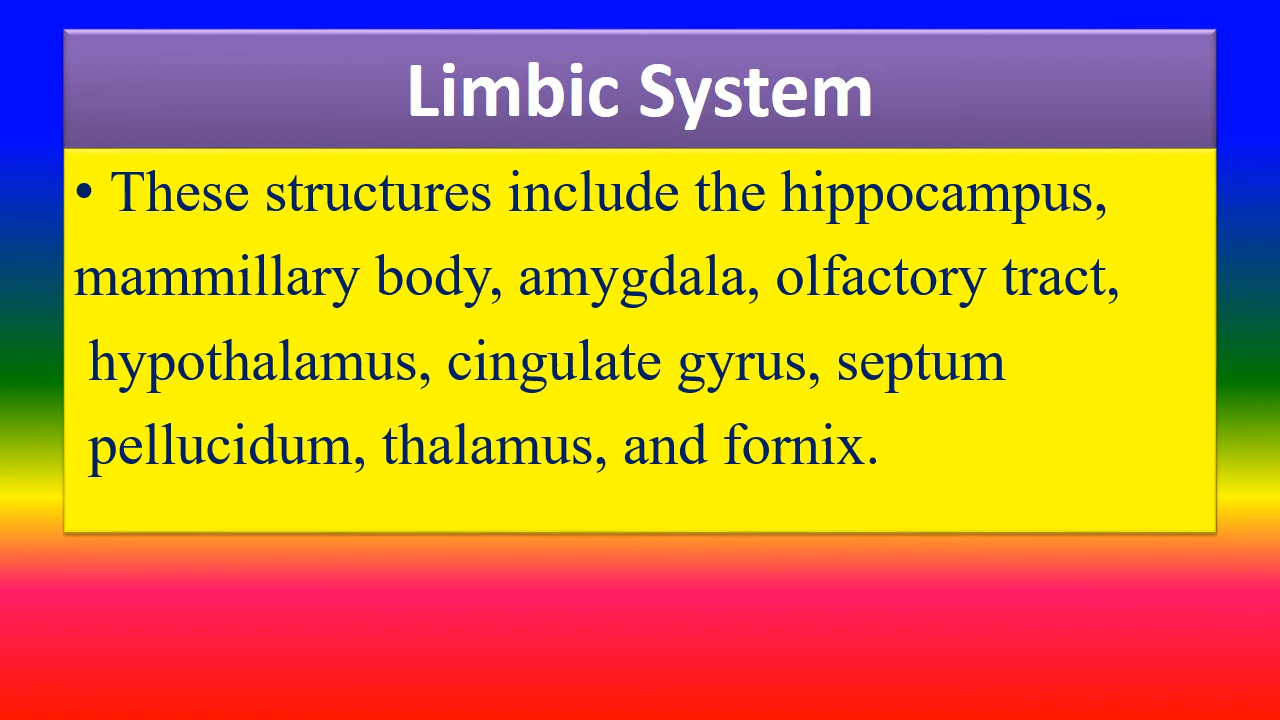 Limbic System
• These structures include the hippocampus,
mammillary body, amygdala, olfactory tract,
hypothalamus, cingulate gyrus, septum
pellucidum, thalamus, and fornix.